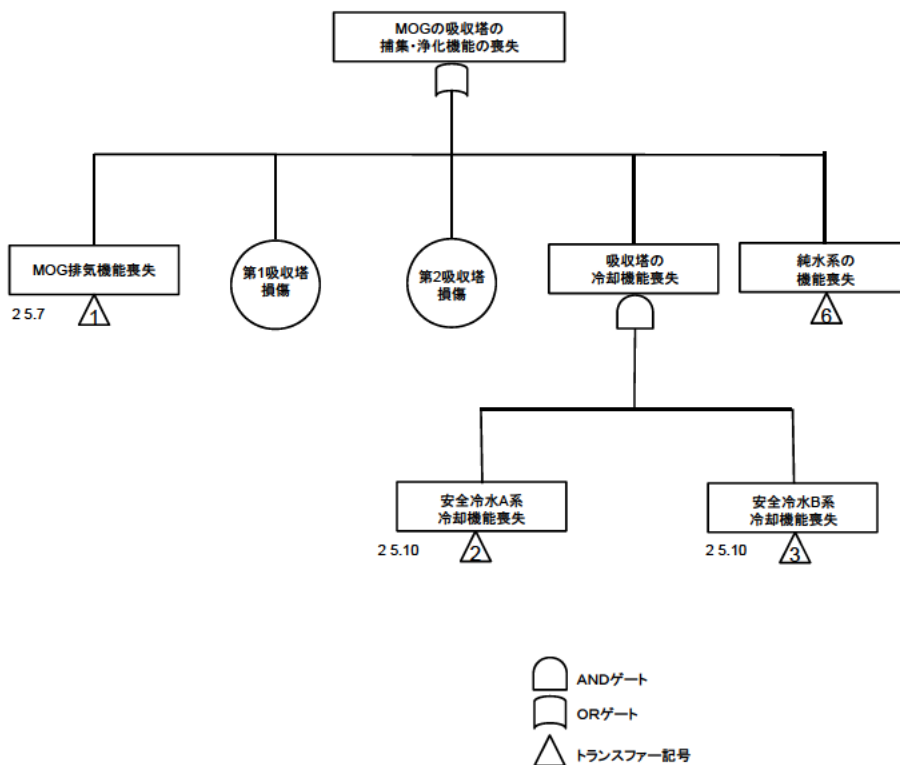 MOGの吸収塔の
捕集・浄化機能の喪失
MOG排気機能喪失
第1吸収塔
損傷
第2吸収塔
損傷
吸収塔の
冷却機能喪失
純水系の
機能喪失
2 5.7
1
6
安全冷水A系
冷却機能喪失
安全冷水B系
冷却機能喪失
2 5.10
2
2 5.10
3
ANDゲート
ORゲート
トランスファー記号